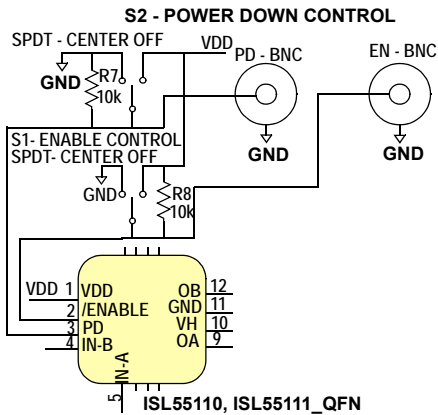 S2 - POWER DOWN CONTROL
SPDT - CENTER OFF
VDD
PD - BNC
EN - BNC
GND
R7
10k
GND
GND
S1- ENABLE CONTROL
SPDT- CENTER OFF
GND
R8
10k
VDD 1 VDD
2 /ENABLE
3 PD
4 IN-B
OB 12
GND 11
VH 10
OA 9
IN-A
5
ISL55110, ISL55111_QFN